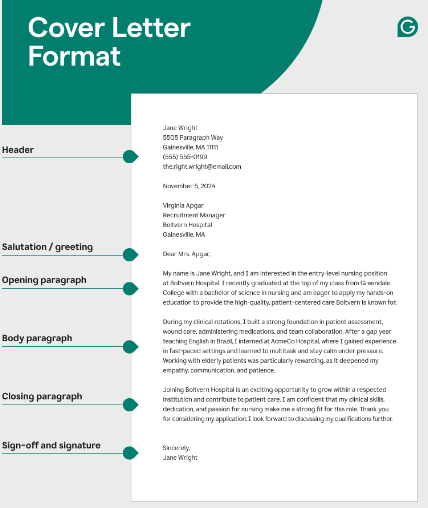 Cover Letter
Format
Header
Jane Wright
5505 Paragraph Way
Gainesville, MA 11111
(555) 555-0199
the.right.wright@email.com
November 5, 2024
Virginia Apgar
Recruitment Manager
Boltvern Hospital
Gainesville, MA
Salutation / greeting
Dear Mrs. Apgar,
Opening paragraph
My name is Jane Wright, and I am interested in the entry-level nursing position
at Boltvern Hospital. I recently graduated at the top of my class from Greendale
College with a bachelor of science in nursing and am eager to apply my hands-on
education to provide the high-quality, patient-centered care Boltvern is known for.
Body paragraph
During my clinical rotations, I built a strong foundation in patient assessment,
wound care, administering medications, and team collaboration. After a gap year
teaching English in Brazil, I interned at AcmeCo Hospital, where I gained experience
in fast-paced settings and learned to multitask and stay calm under pressure.
Working with elderly patients was particularly rewarding, as it deepened my
empathy, communication, and patience.
Closing paragraph
Joining Boltvern Hospital is an exciting opportunity to grow within a respected
institution and contribute to patient care. I am confident that my clinical skills,
dedication, and passion for nursing make me a strong fit for this role. Thank you
for considering my application; I look forward to discussing my qualifications further.
Sign-off and signature
Sincerely,
Jane Wright